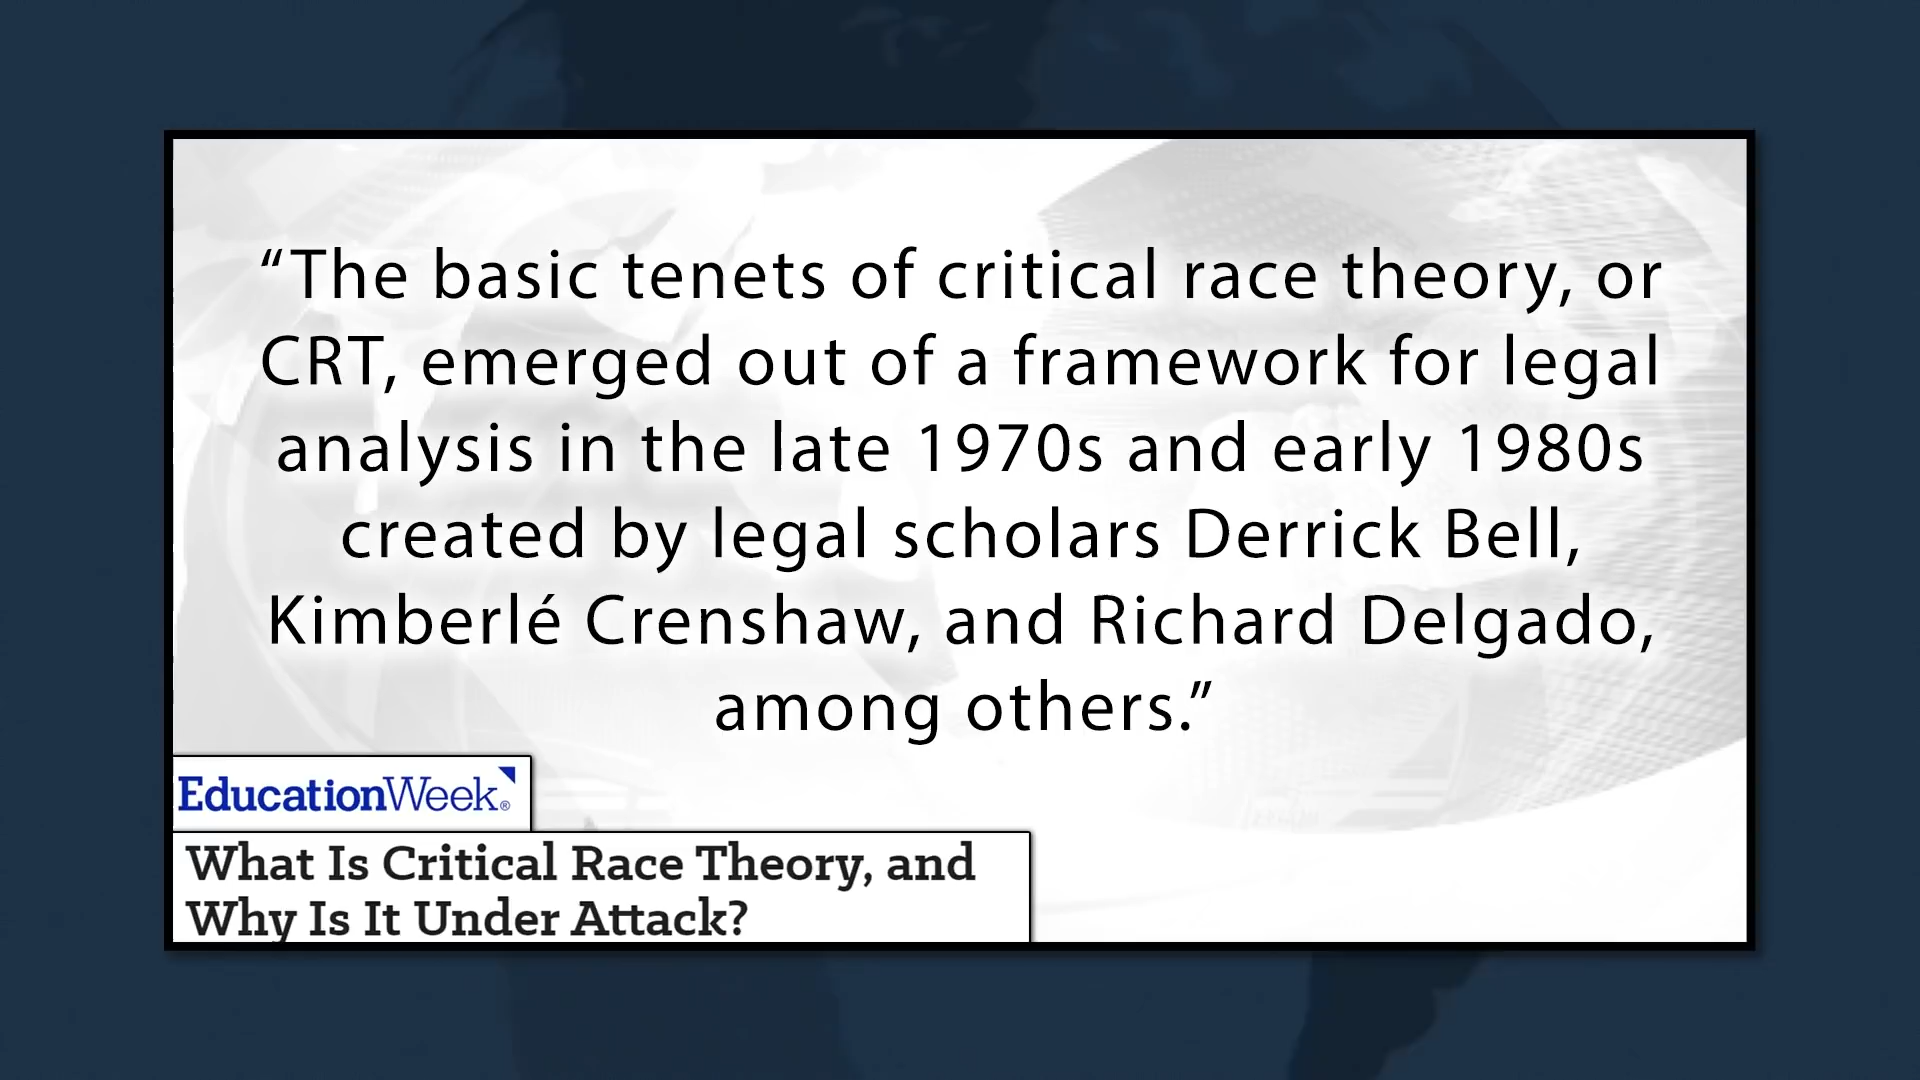 “The basic tenets of critical race theory, or
CRT, emerged out of a framework for legal
analysis in the late 1970s and early 1980s
created by legal scholars Derrick Bell,
Kimberlé Crenshaw, and Richard Delgado,
among others.”
EducationWeek®
What Is Critical Race Theory, and
Why Is It Under Attack?